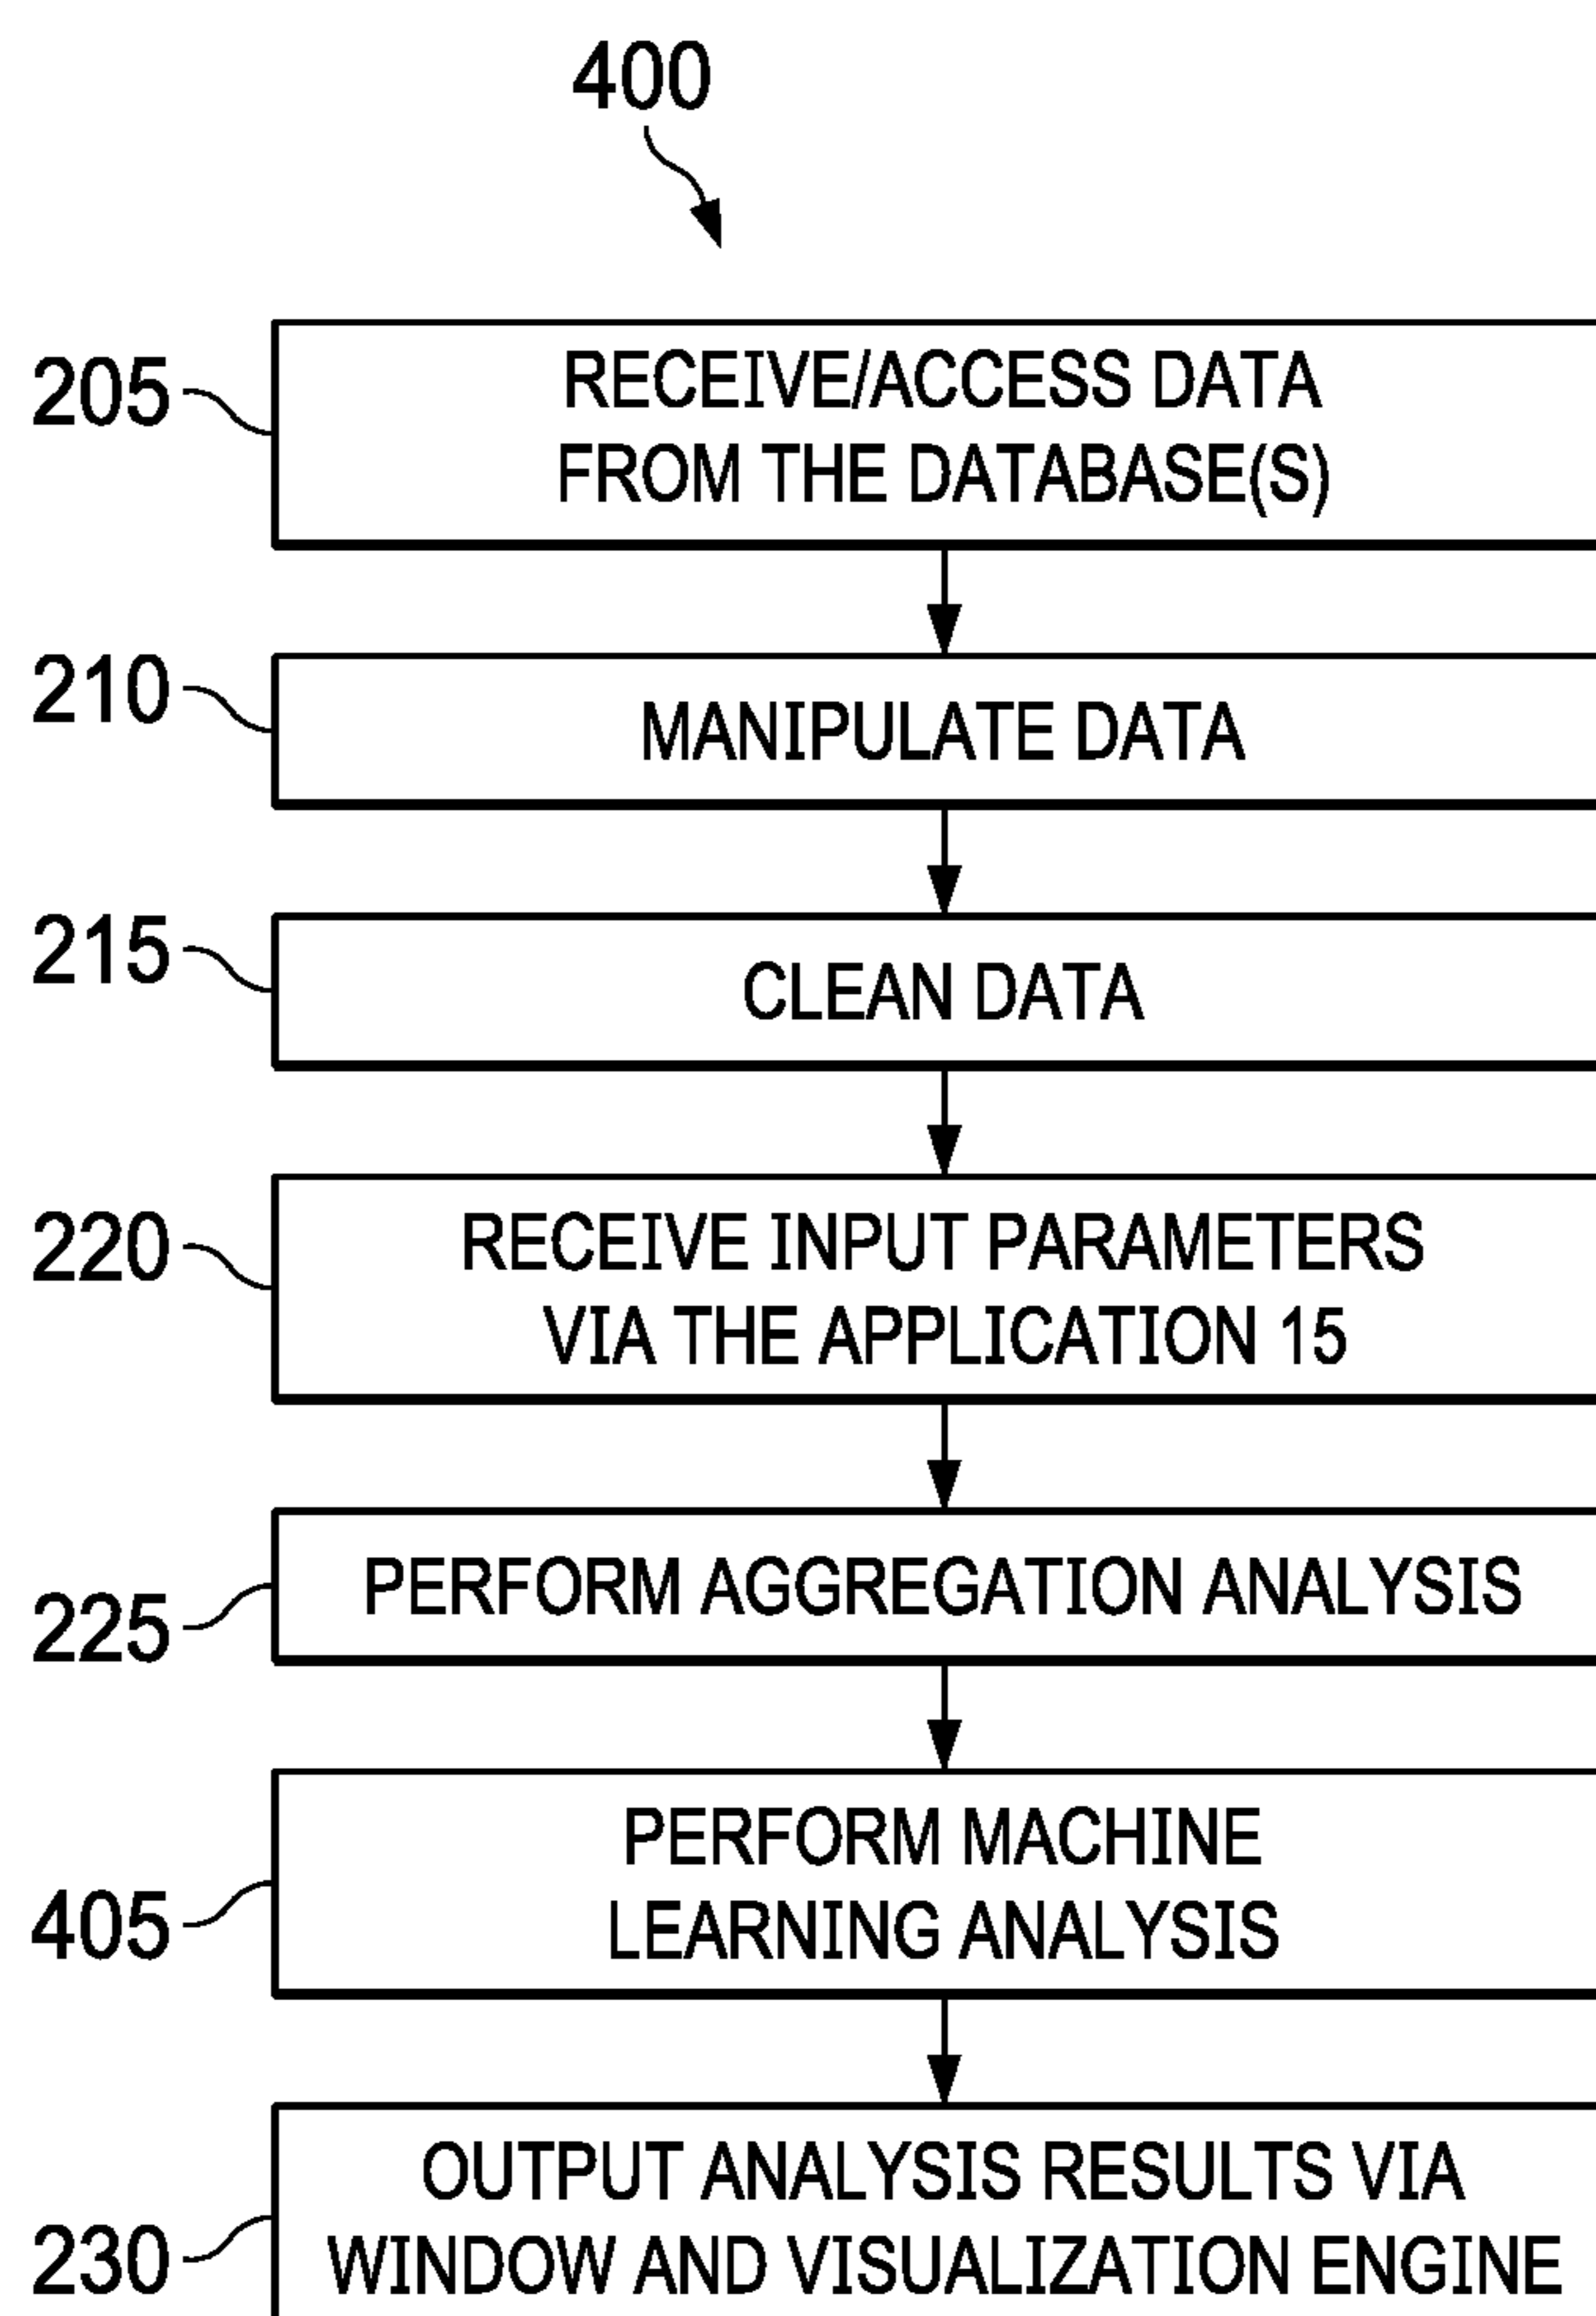 400
205
RECEIVE/ACCESS DATA
FROM THE DATABASE(S)
210
MANIPULATE DATA
215
CLEAN DATA
220
RECEIVE INPUT PARAMETERS
VIA THE APPLICATION 15
225
PERFORM AGGREGATION ANALYSIS
405
PERFORM MACHINE
LEARNING ANALYSIS
230
OUTPUT ANALYSIS RESULTS VIA
WINDOW AND VISUALIZATION ENGINE